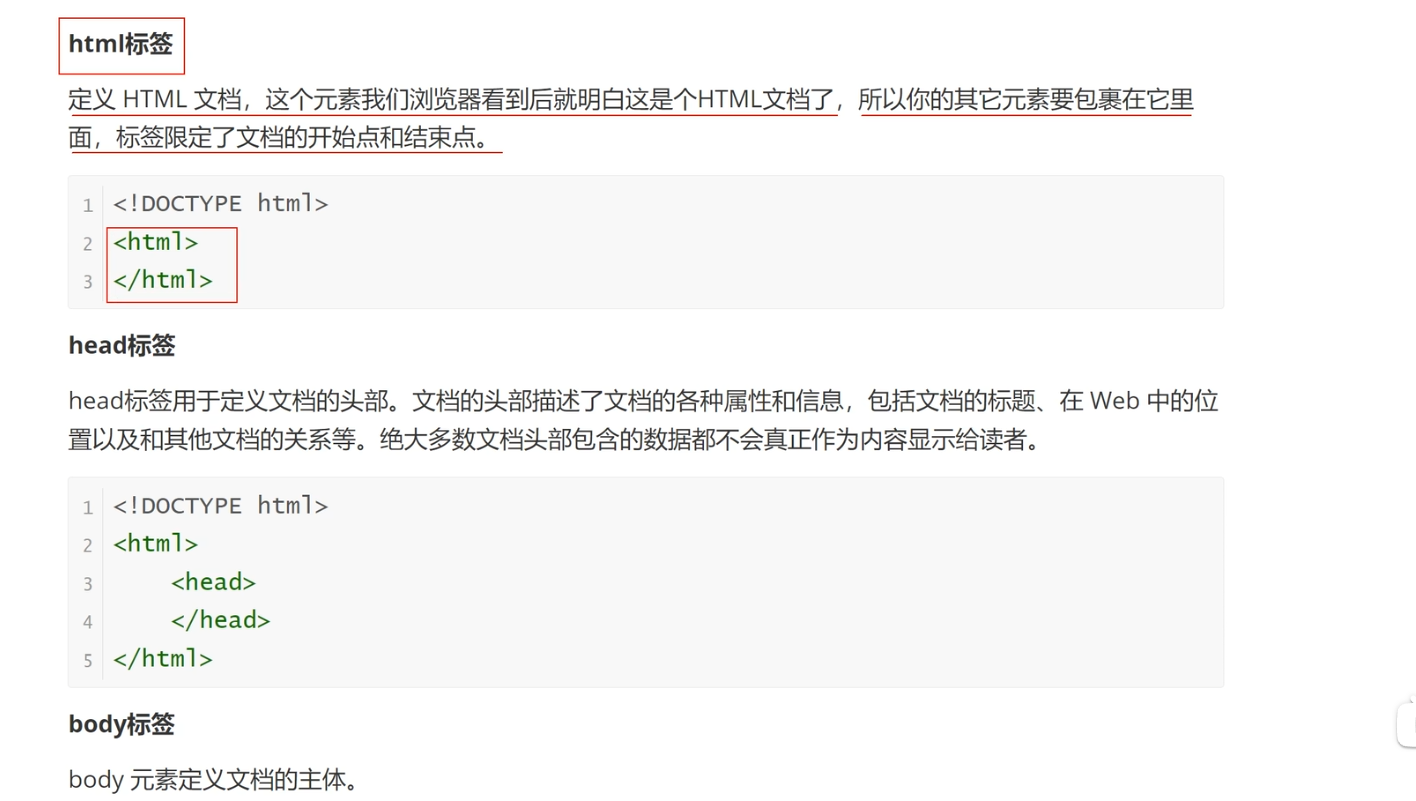 html标签
定义 HTML 文档，这个元素我们浏览器看到后就明白这是个HTML文档了，所以你的其它元素要包裹在它里
面，标签限定了文档的开始点和结束点。
1 <!DOCTYPE html>
2 <html>
3 </html>
head标签
head标签用于定义文档的头部。文档的头部描述了文档的各种属性和信息，包括文档的标题、在 Web 中的位
置以及和其他文档的关系等。绝大多数文档头部包含的数据都不会真正作为内容显示给读者。
1 <!DOCTYPE html>
2 <html>
3     <head>
4     </head>
5 </html>
body标签
body 元素定义文档的主体。